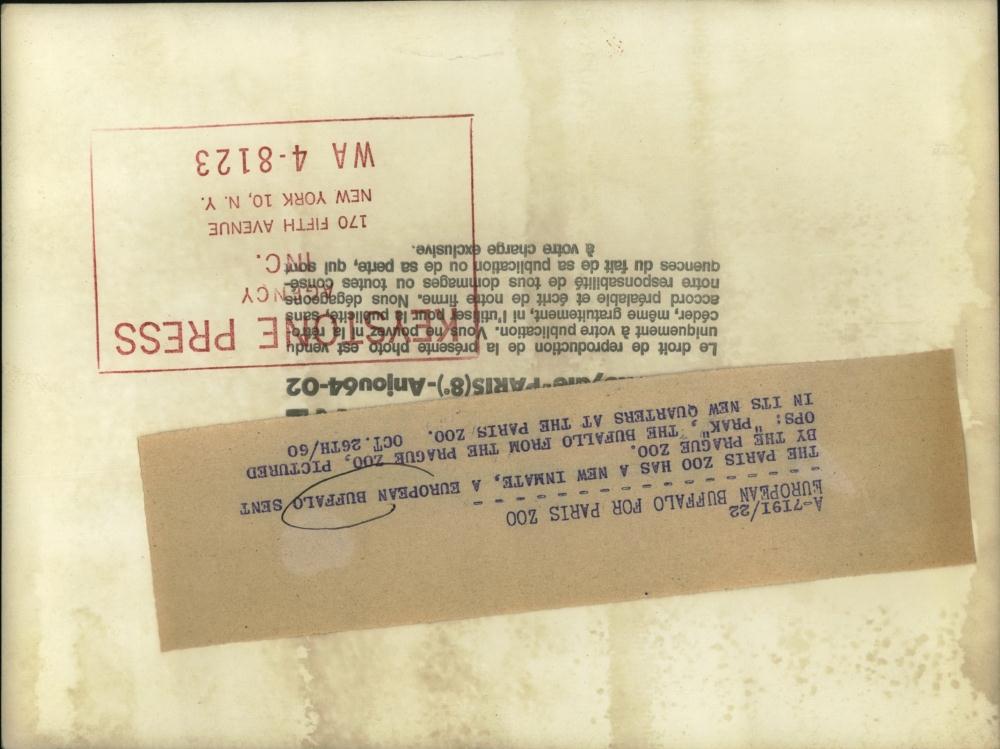 A-7191/22
EUROPEAN BUFFALO FOR PARIS ZOO
- - - - - - - - - - - - - - - - -
THE PARIS ZOO HAS A NEW INMATE, A EUROPEAN BUFFALO SENT
BY THE PRAGUE ZOO.
OPS: "PRAK", THE BUFALLO FROM THE PRAGUE ZOO, PICTURED
IN ITS NEW QUARTERS AT THE PARIS ZOO. OCT.26TH/60
PARIS(8e)-Anjou64-02
Le droit de reproduction de la présente photo est vendu
uniquement à votre publication. Vous ne pouvez ni la rétro-
céder, même gratuitement, ni l'utiliser pour la publicité, sans
accord préalable et écrit de notre firme. Nous dégageons
notre responsabilité de tous dommages ou toutes consé-
quences du fait de sa publication ou de sa perte, qui sont
à votre charge exclusive.
KEYSTONE PRESS
AGENCY
INC.
170 FIFTH AVENUE
NEW YORK 10, N. Y.
WA 4-8123